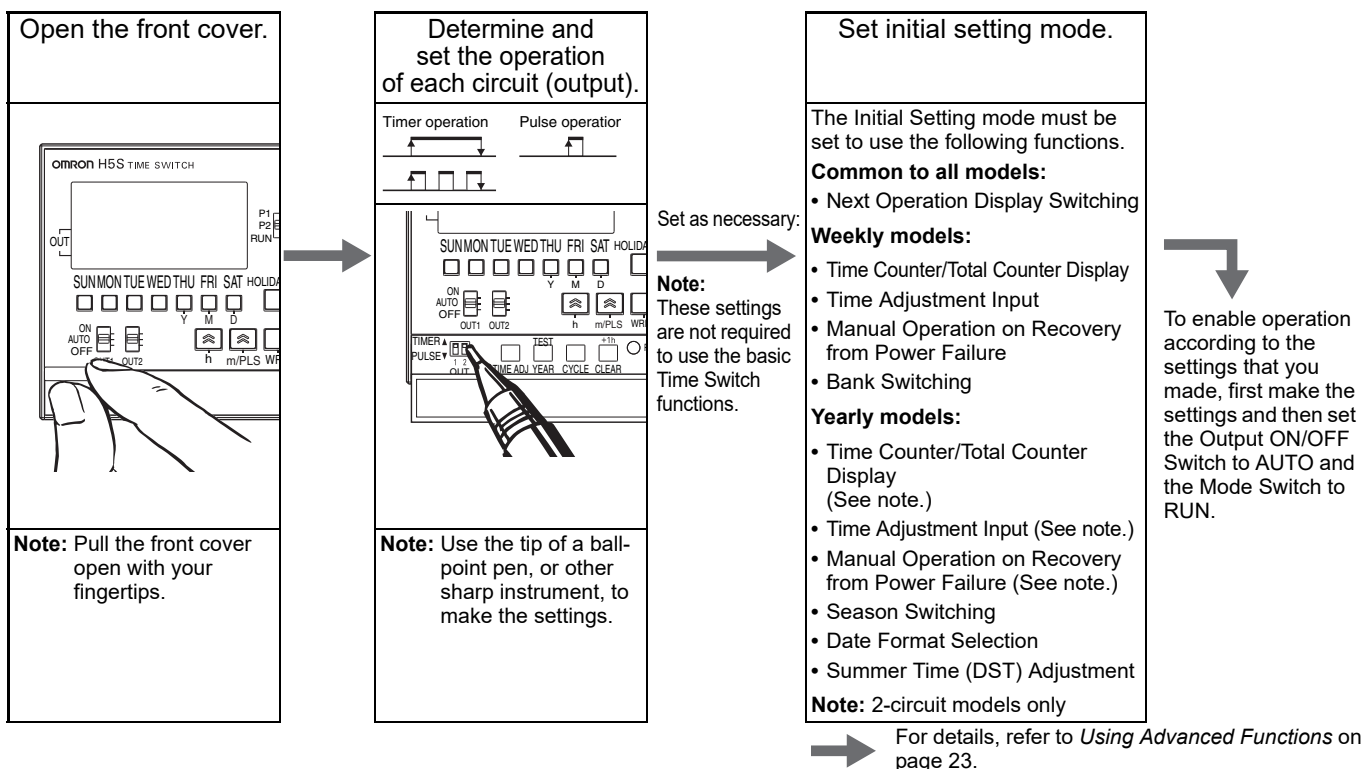 Open the front cover.
OMRON H5S TIME SWITCH
OUT
P1
P2
RUN
SUN MON TUE WED THU FRI SAT HOLIDA
Y M D
ON
AUTO
OFF
OUT1 OUT2
h m/PLS WR
Note: Pull the front cover
open with your
fingertips.
Determine and
set the operation
of each circuit (output).
Timer operation Pulse operatior
SUN MON TUE WED THU FRI SAT HOLIDA
Y M D
ON
AUTO
OFF
OUT1 OUT2
h m/PLS WRI
TIMER▲
PULSE▼
1 2
OUT
TEST
+1h
TIME ADJ YEAR CYCLE CLEAR
Note: Use the tip of a ball-
point pen, or other
sharp instrument, to
make the settings.
Set as necessary:
Note:
These settings
are not required
to use the basic
Time Switch
functions.
Set initial setting mode.
The Initial Setting mode must be
set to use the following functions.
Common to all models:
• Next Operation Display Switching
Weekly models:
• Time Counter/Total Counter Display
• Time Adjustment Input
• Manual Operation on Recovery
from Power Failure
• Bank Switching
Yearly models:
• Time Counter/Total Counter
Display
(See note.)
• Time Adjustment Input (See note.)
• Manual Operation on Recovery
from Power Failure (See note.)
• Season Switching
• Date Format Selection
• Summer Time (DST) Adjustment
Note: 2-circuit models only
To enable operation
according to the
settings that you
made, first make the
settings and then set
the Output ON/OFF
Switch to AUTO and
the Mode Switch to
RUN.
For details, refer to Using Advanced Functions on
page 23.